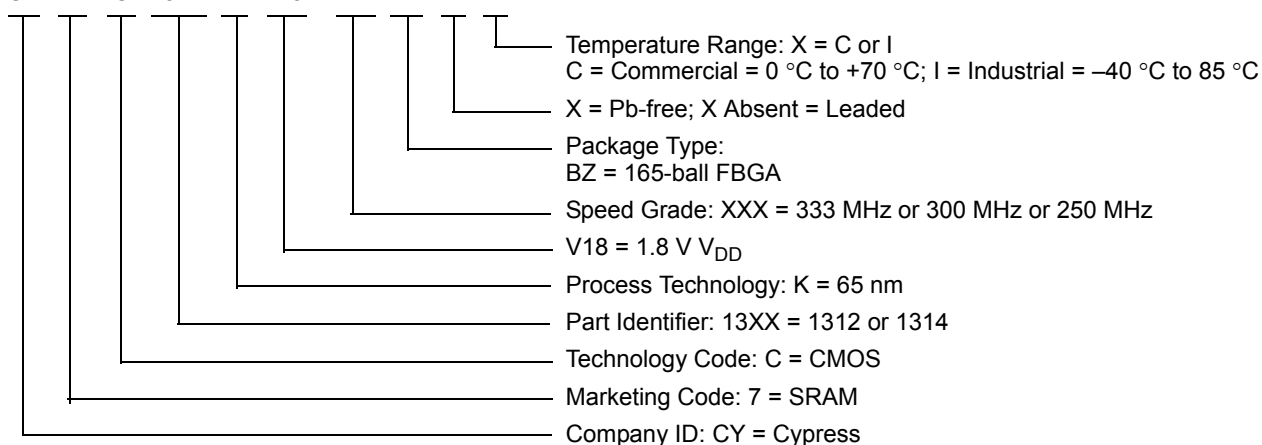 Temperature Range: X = C or I
C = Commercial = 0 °C to +70 °C; I = Industrial = –40 °C to 85 °C
X = Pb-free; X Absent = Leaded
Package Type:
BZ = 165-ball FBGA
Speed Grade: XXX = 333 MHz or 300 MHz or 250 MHz
V18 = 1.8 V VDD
Process Technology: K = 65 nm
Part Identifier: 13XX = 1312 or 1314
Technology Code: C = CMOS
Marketing Code: 7 = SRAM
Company ID: CY = Cypress